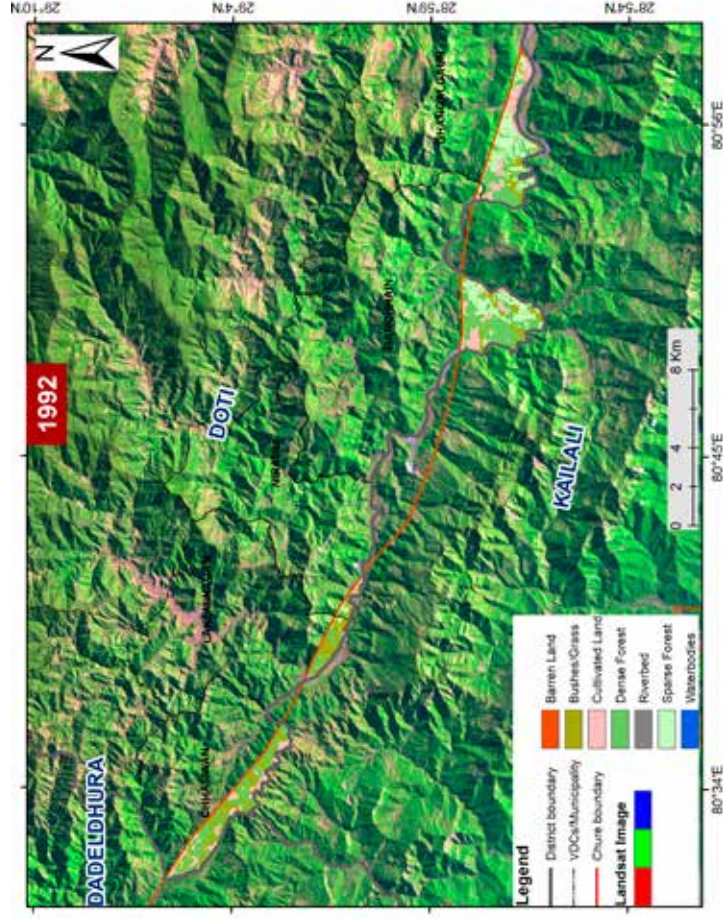 1992
N
DADELDHURA
DOTI
KAILALI
29°10'N
29°4'N
28°59'N
28°54'N
80°34'E
80°45'E
80°56'E
0 2 4 8 Km
Legend
District boundary
VDCs/Municipality
Chure boundary
Landsat Image
Barren Land
Bushes/Grass
Cultivated Land
Dense Forest
Riverbed
Sparse Forest
Waterbodies